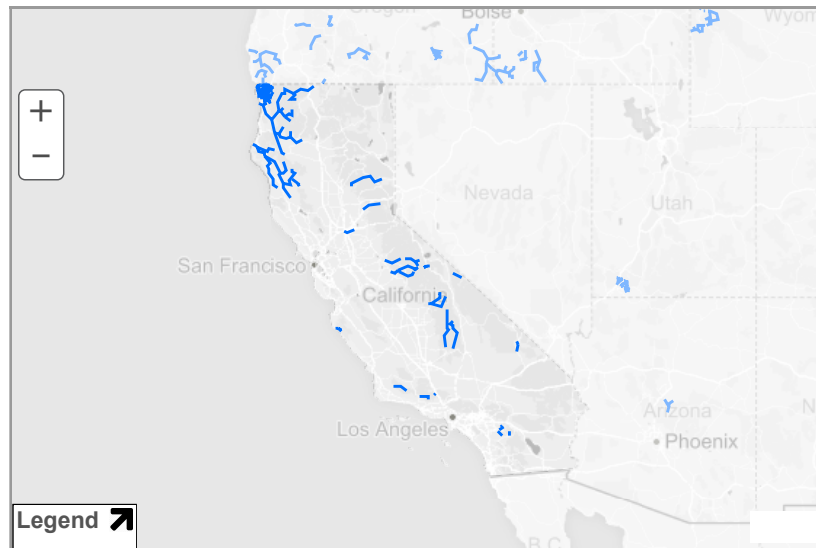 Oregon
Boise
Wyom
+
−
Nevada
Utah
San Francisco
California
Arizona
N
Los Angeles
Phoenix
Legend
B.C.